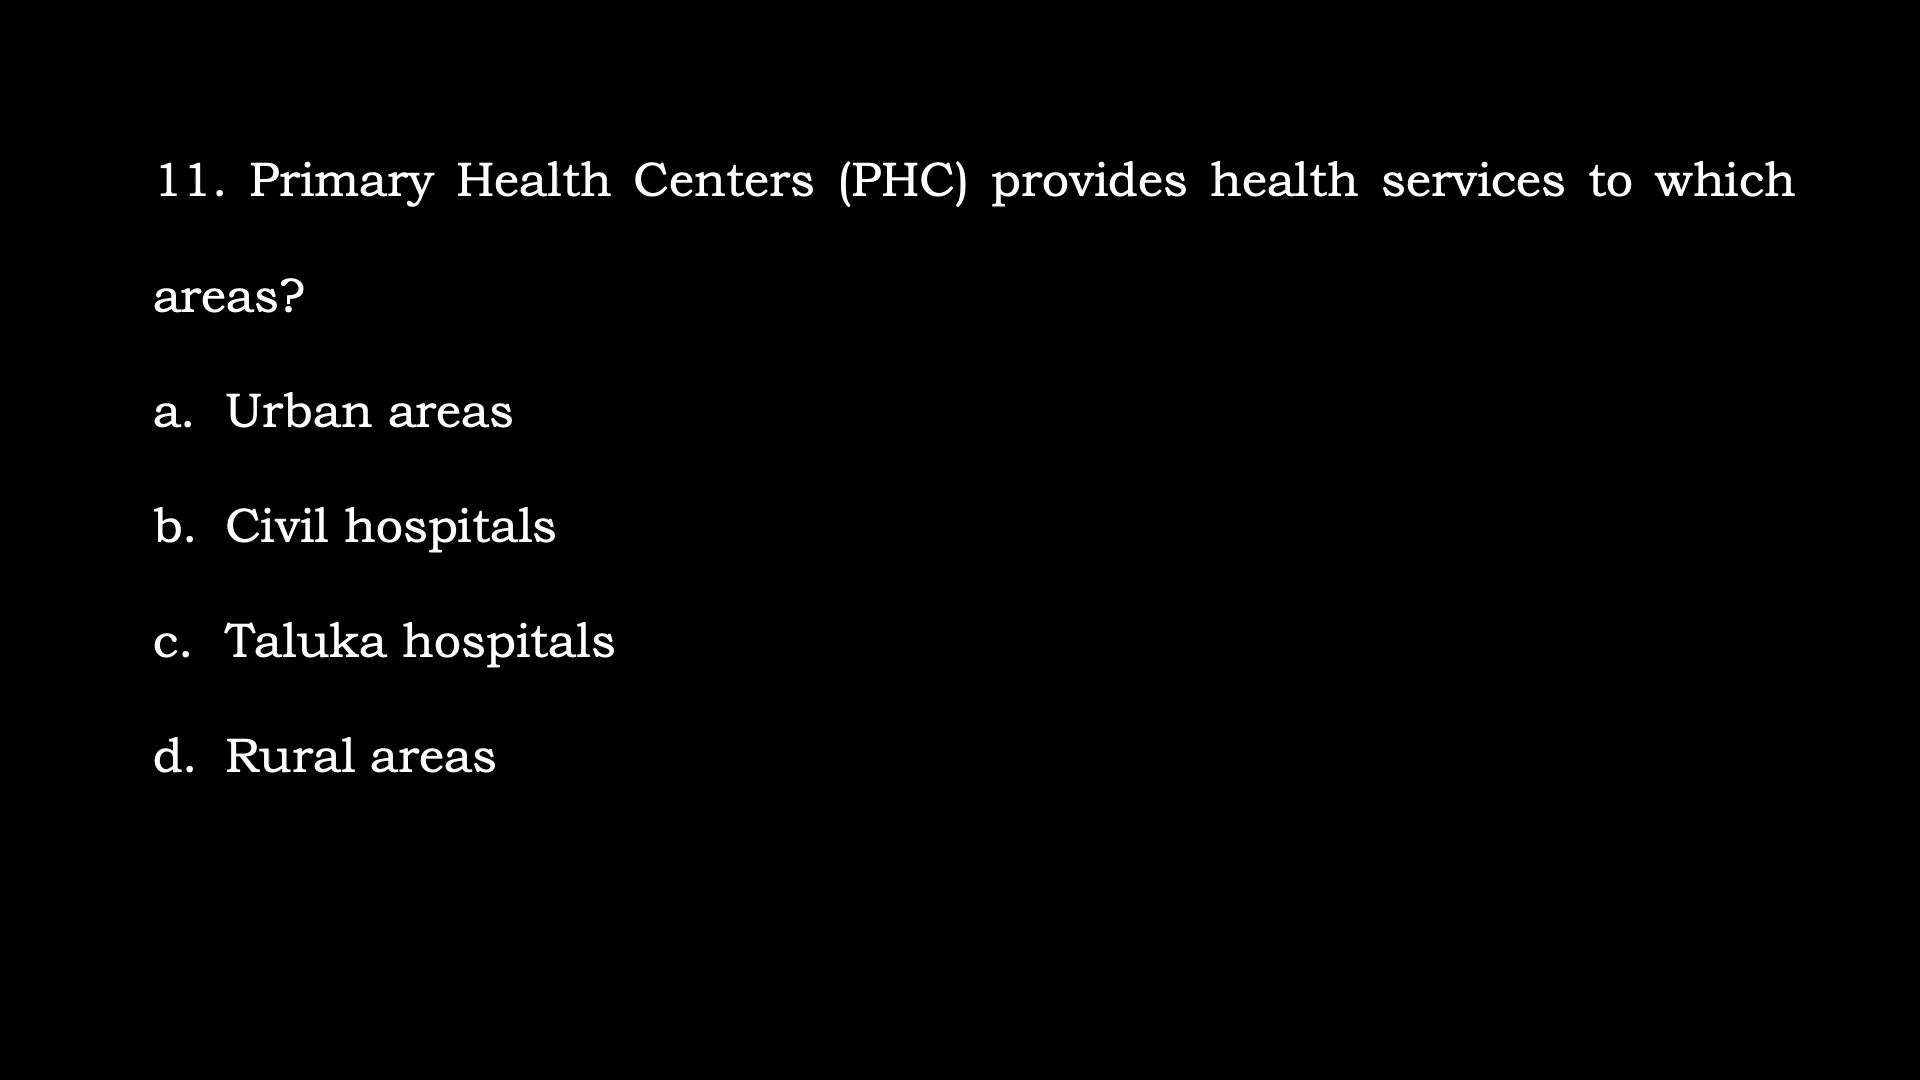 11. Primary Health Centers (PHC) provides health services to which
areas?
a. Urban areas
b. Civil hospitals
c. Taluka hospitals
d. Rural areas